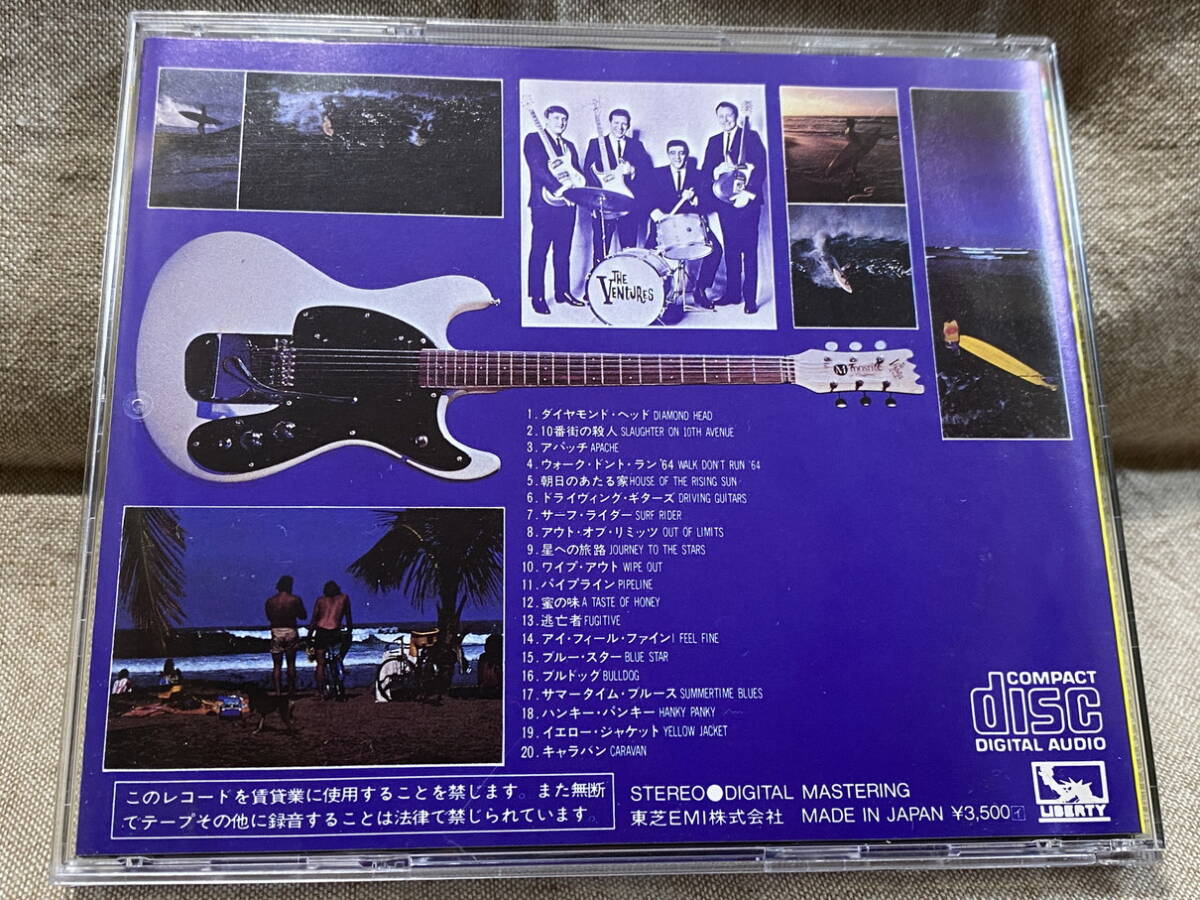 THE
VENTURES
M mosrite
1. ダイヤモンド・ヘッド DIAMOND HEAD
2. 10番街の殺人 SLAUGHTER ON 10TH AVENUE
3. アパッチ APACHE
4. ウォーク・ドント・ラン '64 WALK DON'T RUN '64
5. 朝日のあたる家 HOUSE OF THE RISING SUN
6. ドライヴィング・ギターズ DRIVING GUITARS
7. サーフ・ライダー SURF RIDER
8. アウト・オブ・リミッツ OUT OF LIMITS
9. 星への旅路 JOURNEY TO THE STARS
10. ワイプ・アウト WIPE OUT
11. パイプライン PIPELINE
12. 蜜の味 A TASTE OF HONEY
13. 逃亡者 FUGITIVE
14. アイ・フィール・ファイン I FEEL FINE
15. ブルー・スター BLUE STAR
16. ブルドッグ BULLDOG
17. サマータイム・ブルース SUMMERTIME BLUES
18. ハンキー・パンキー HANKY PANKY
19. イエロー・ジャケット YELLOW JACKET
20. キャラバン CARAVAN
COMPACT
disc
DIGITAL AUDIO
このレコードを賃貸業に使用することを禁じます。また無断
でテープその他に録音することは法律で禁じられています。
STEREO●DIGITAL MASTERING
東芝EMI株式会社 MADE IN JAPAN ¥3,500 イ
LIBERTY